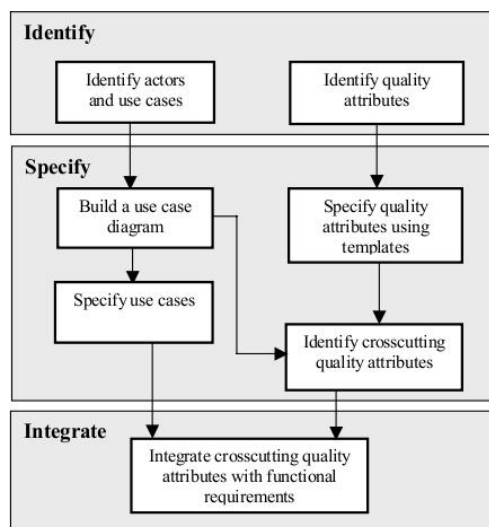 Identify
Identify actors
and use cases
Identify quality
attributes
Specify
Build a use case
diagram
Specify quality
attributes using
templates
Specify use cases
Identify crosscutting
quality attributes
Integrate
Integrate crosscutting quality
attributes with functional
requirements